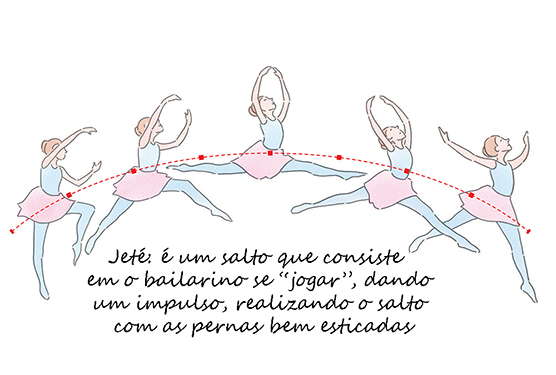 Jeté: é um salto que consiste
em o bailarino se “jogar”, dando
um impulso, realizando o salto
com as pernas bem esticadas